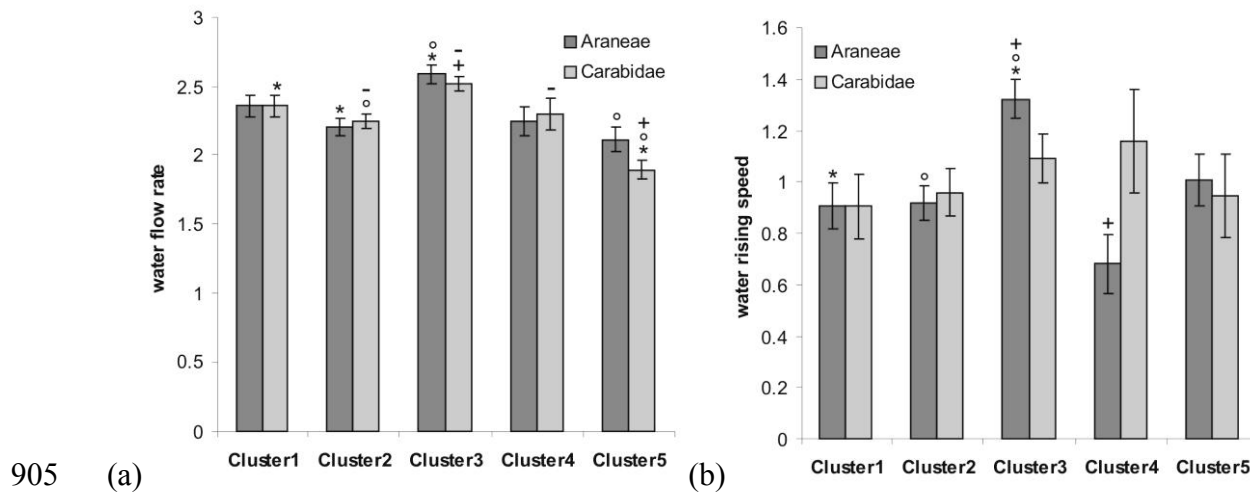 water flow rate
3
2.5
2
1.5
1
0.5
0
Araneae
Carabidae
* * – ° ° * – + – ° + ° *
Cluster1 Cluster2 Cluster3 Cluster4 Cluster5
water rising speed
1.6
1.4
1.2
1
0.8
0.6
0.4
0.2
0
Araneae
Carabidae
* ° + ° * +
Cluster1 Cluster2 Cluster3 Cluster4 Cluster5
905 (a) (b)